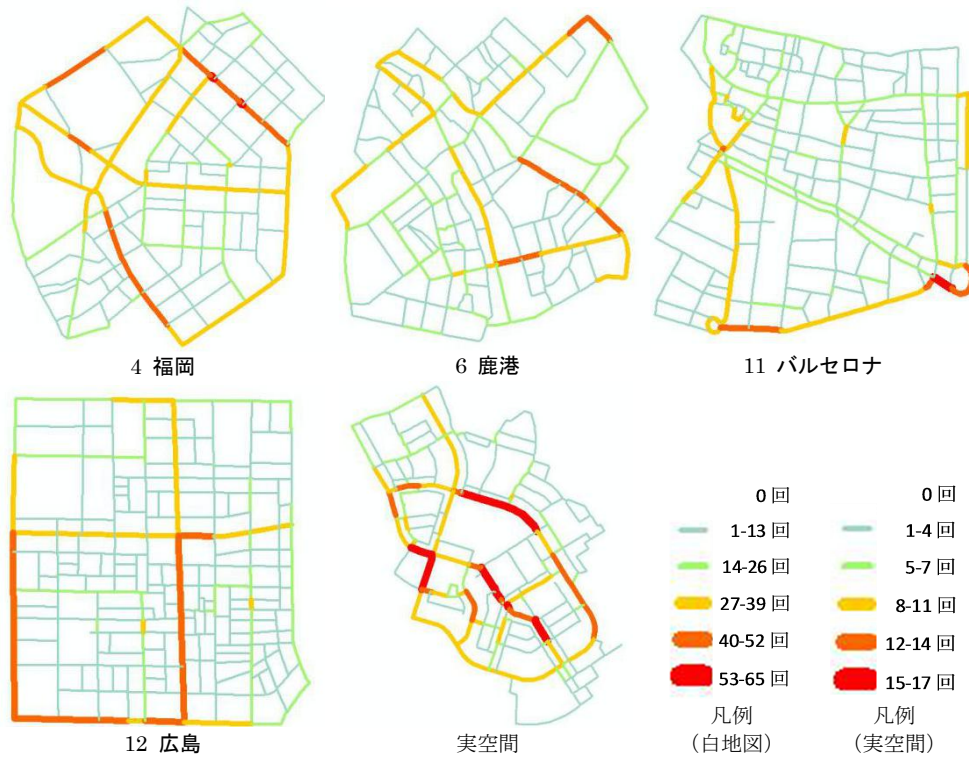 4 福岡
6 鹿港
11 バルセロナ
12 広島
実空間
0 回
1-13 回
14-26 回
27-39 回
40-52 回
53-65 回
凡例
（白地図）
0 回
1-4 回
5-7 回
8-11 回
12-14 回
15-17 回
凡例
（実空間）